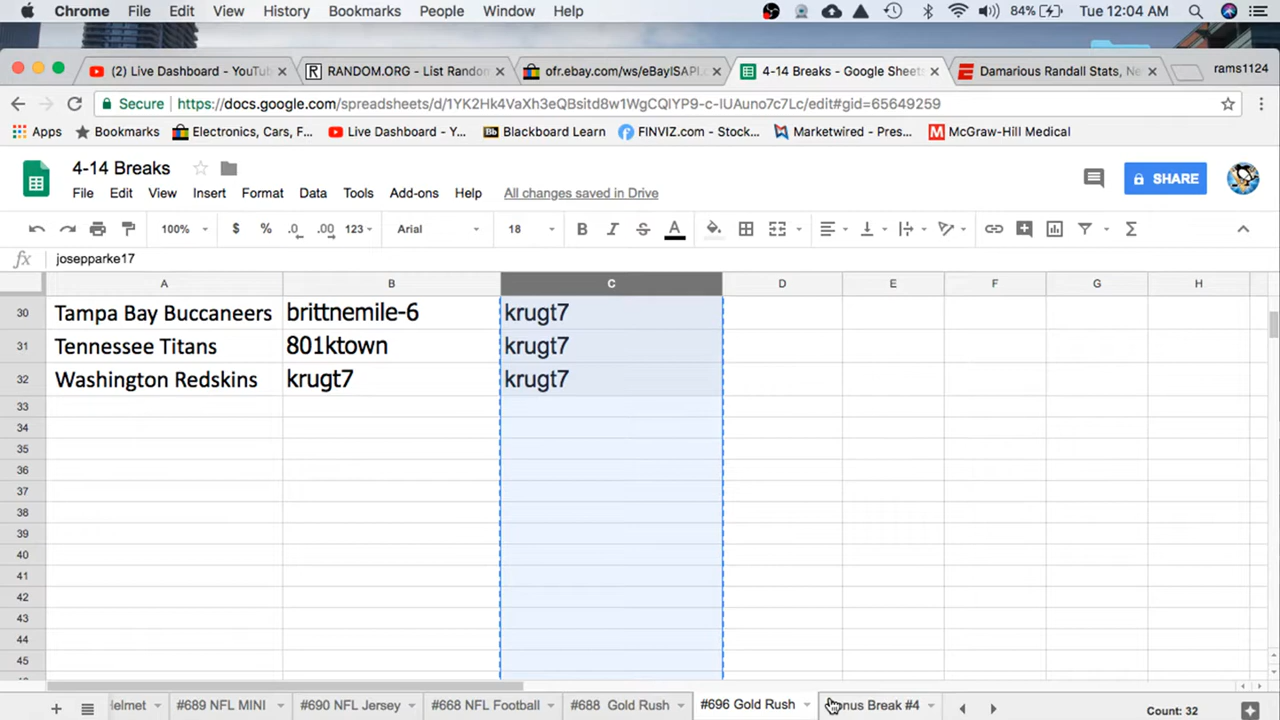 Chrome File Edit View History Bookmarks People Window Help 84% Tue 12:04 AM
(2) Live Dashboard - YouTub RANDOM.ORG - List Random ofr.ebay.com/ws/eBayISAPI. 4-14 Breaks - Google Sheets Damarious Randall Stats, Ne rams1124
Secure https://docs.google.com/spreadsheets/d/1YK2Hk4VaXh3eQBsitd8w1WgCQlYP9-c-IUAuno7c7Lc/edit#gid=65649259
Apps Bookmarks Electronics, Cars, F... Live Dashboard - Y... Blackboard Learn FINVIZ.com - Stock... Marketwired - Pres... McGraw-Hill Medical
4-14 Breaks
SHARE
File Edit View Insert Format Data Tools Add-ons Help All changes saved in Drive
100% $ % .0 .00 123 Arial 18 B I S A Σ
fx josepparke17
A B C D E F G H
30 Tampa Bay Buccaneers brittnemile-6 krugt7
31 Tennessee Titans 801ktown krugt7
32 Washington Redskins krugt7 krugt7
33
34
35
36
37
38
39
40
41
42
43
44
45
elmet #689 NFL MINI #690 NFL Jersey #668 NFL Football #688 Gold Rush #696 Gold Rush onus Break #4 Count: 32